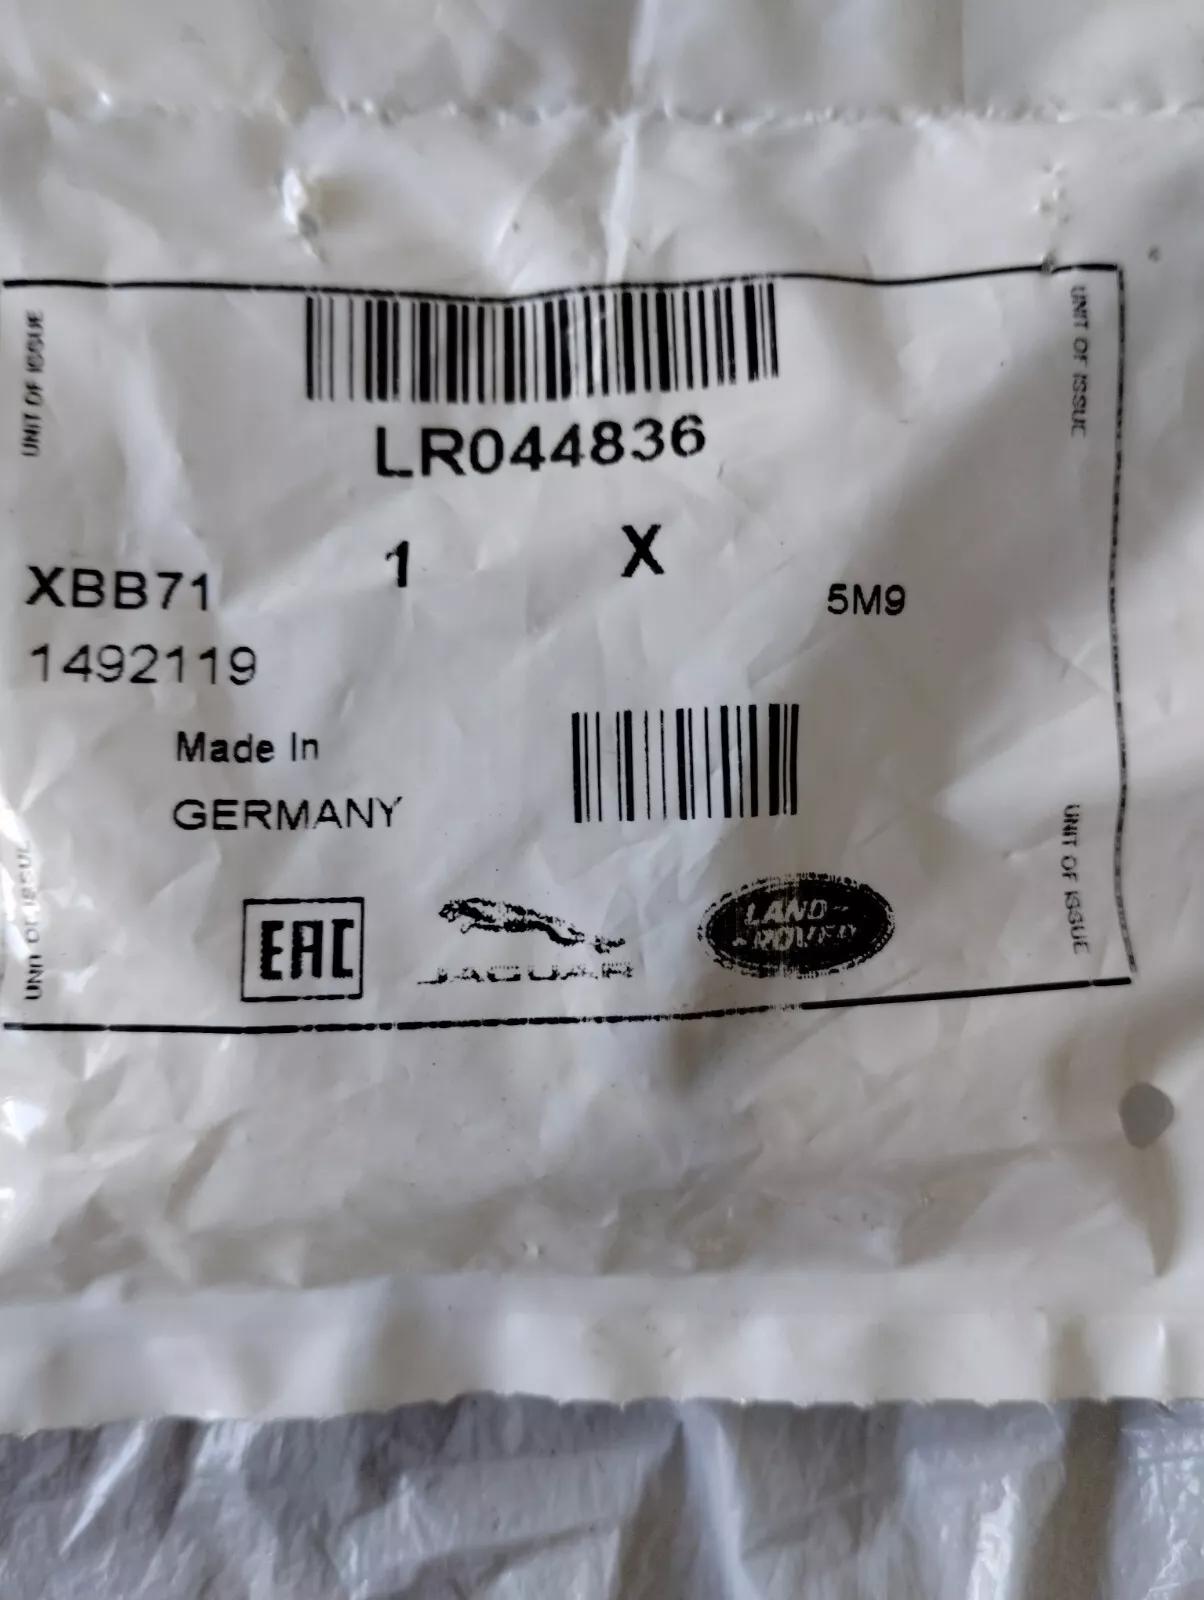 UNIT OF ISSUE
UNIT OF ISSUE
LR044836
1 X
XBB71
5M9
1492119
Made In
GERMANY
UNIT OF ISSUE
UNIT OF ISSUE
EAC
JAGUAR
LAND-
-ROVER